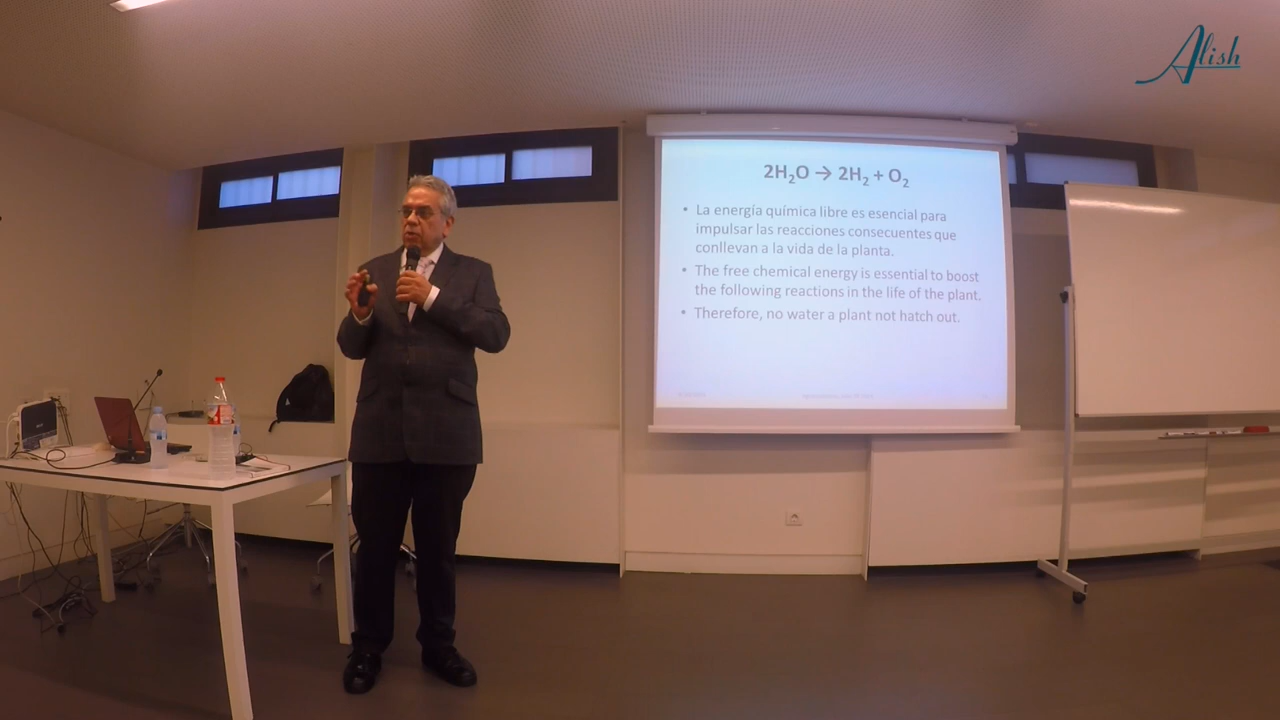 Alish
2H₂O → 2H₂ + O₂
• La energía química libre es esencial para
impulsar las reacciones consecuentes que
conllevan a la vida de la planta.
• The free chemical energy is essential to boost
the following reactions in the life of the plant.
• Therefore, no water a plant not hatch out.